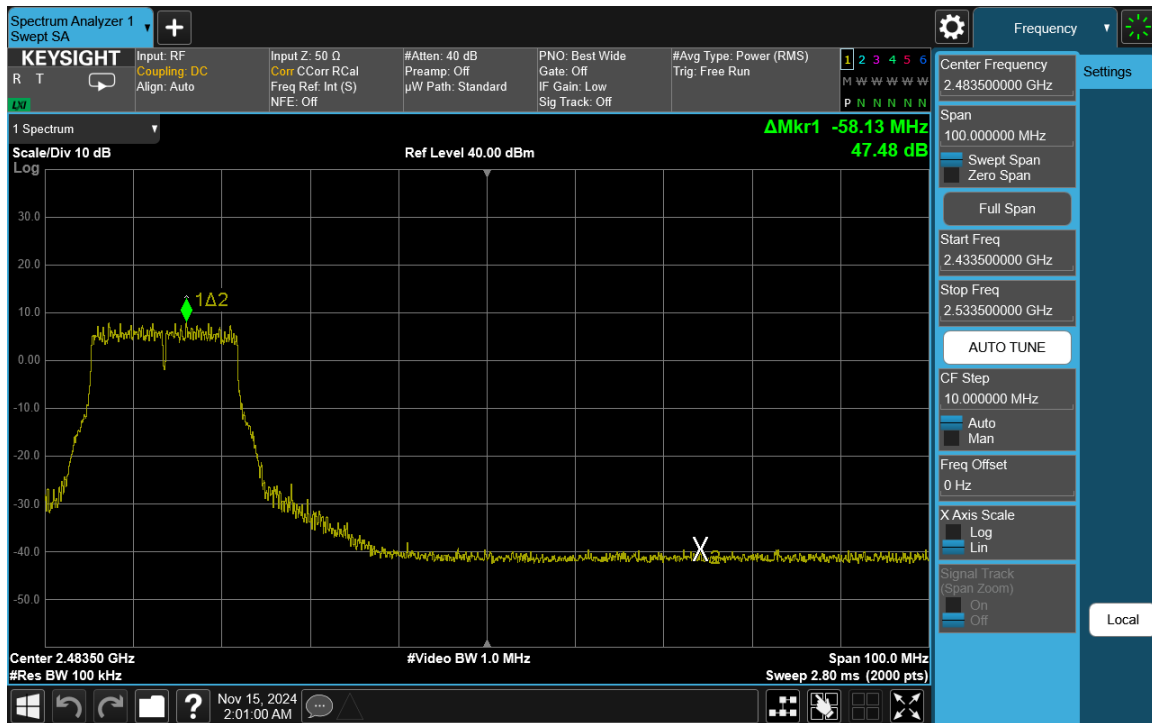 Spectrum Analyzer 1
Swept SA
+
Frequency
KEYSIGHT
R T
LXI
Input: RF
Coupling: DC
Align: Auto
Input Z: 50 Ω
Corr CCorr RCal
Freq Ref: Int (S)
NFE: Off
#Atten: 40 dB
Preamp: Off
µW Path: Standard
PNO: Best Wide
Gate: Off
IF Gain: Low
Sig Track: Off
#Avg Type: Power (RMS)
Trig: Free Run
1 2 3 4 5 6
M W W W W W
P N N N N N
1 Spectrum
Scale/Div 10 dB
Log
Ref Level 40.00 dBm
ΔMkr1 -58.13 MHz
47.48 dB
30.0
20.0
10.0
0.00
-10.0
-20.0
-30.0
-40.0
-50.0
1Δ2
X2
Center 2.48350 GHz
#Res BW 100 kHz
#Video BW 1.0 MHz
Span 100.0 MHz
Sweep 2.80 ms (2000 pts)
?
Nov 15, 2024
2:01:00 AM
Center Frequency
2.483500000 GHz
Span
100.000000 MHz
Swept Span
Zero Span
Full Span
Start Freq
2.433500000 GHz
Stop Freq
2.533500000 GHz
AUTO TUNE
CF Step
10.000000 MHz
Auto
Man
Freq Offset
0 Hz
X Axis Scale
Log
Lin
Signal Track
(Span Zoom)
On
Off
Settings
Local